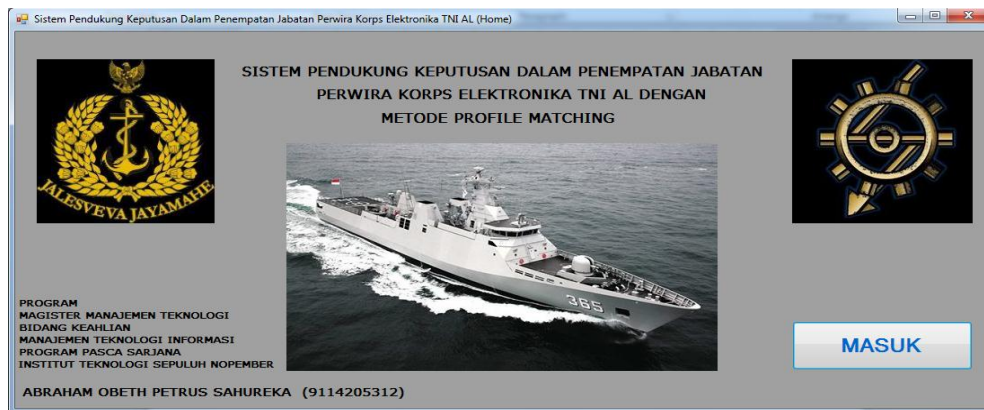 Sistem Pendukung Keputusan Dalam Penempatan Jabatan Perwira Korps Elektronika TNI AL (Home)
SISTEM PENDUKUNG KEPUTUSAN DALAM PENEMPATAN JABATAN
PERWIRA KORPS ELEKTRONIKA TNI AL DENGAN
METODE PROFILE MATCHING
JALESVEVA JAYAMAHE
365
PROGRAM
MAGISTER MANAJEMEN TEKNOLOGI
BIDANG KEAHLIAN
MANAJEMEN TEKNOLOGI INFORMASI
PROGRAM PASCA SARJANA
INSTITUT TEKNOLOGI SEPULUH NOPEMBER
MASUK
ABRAHAM OBETH PETRUS SAHUREKA (9114205312)